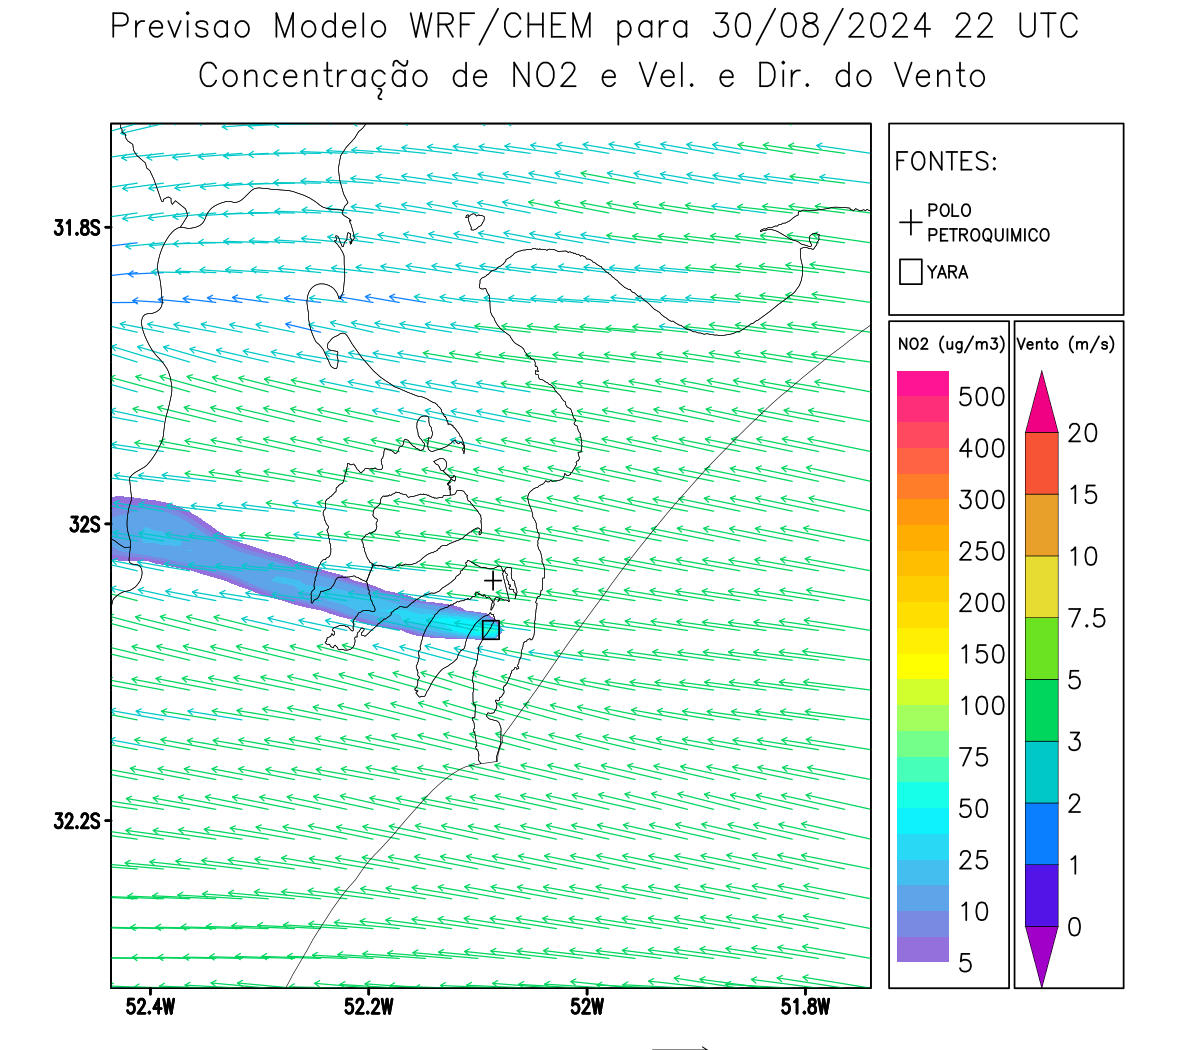 Previsao Modelo WRF/CHEM para 30/08/2024 22 UTC
Concentração de NO2 e Vel. e Dir. do Vento
FONTES:
POLO
PETROQUIMICO
YARA
NO2 (ug/m3)
500
400
300
250
200
150
100
75
50
25
10
5
Vento (m/s)
20
15
10
7.5
5
3
2
1
0
31.8S
32S
32.2S
52.4W
52.2W
52W
51.8W